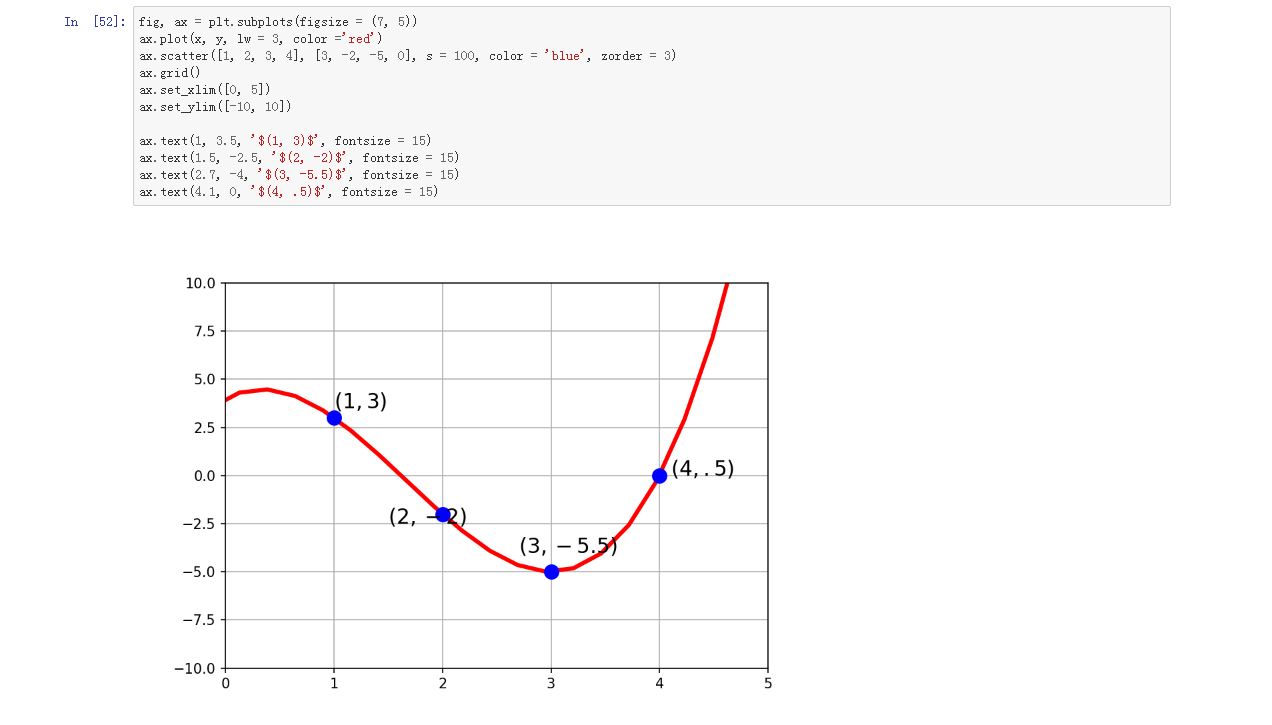 In [52]:
fig, ax = plt.subplots(figsize = (7, 5))
ax.plot(x, y, lw = 3, color ='red')
ax.scatter([1, 2, 3, 4], [3, -2, -5, 0], s = 100, color = 'blue', zorder = 3)
ax.grid()
ax.set_xlim([0, 5])
ax.set_ylim([-10, 10])
ax.text(1, 3.5, '$(1, 3)$', fontsize = 15)
ax.text(1.5, -2.5, '$(2, -2)$', fontsize = 15)
ax.text(2.7, -4, '$(3, -5.5)$', fontsize = 15)
ax.text(4.1, 0, '$(4, .5)$', fontsize = 15)
10.0
7.5
5.0
2.5
0.0
−2.5
−5.0
−7.5
−10.0
(1, 3)
(4, . 5)
(2, −2)
(3, −5.5)
0 1 2 3 4 5